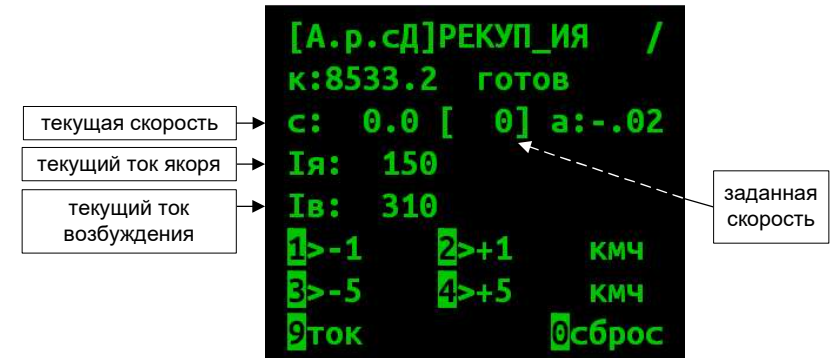 [А.р.сД]РЕКУП_ИЯ /
к:8533.2 готов
с: 0.0 [ 0] а:-.02
Iя: 150
Iв: 310
1>-1 2>+1 кмч
3>-5 4>+5 кмч
9ток 0сброс
текущая скорость
текущий ток якоря
текущий ток
возбуждения
заданная
скорость